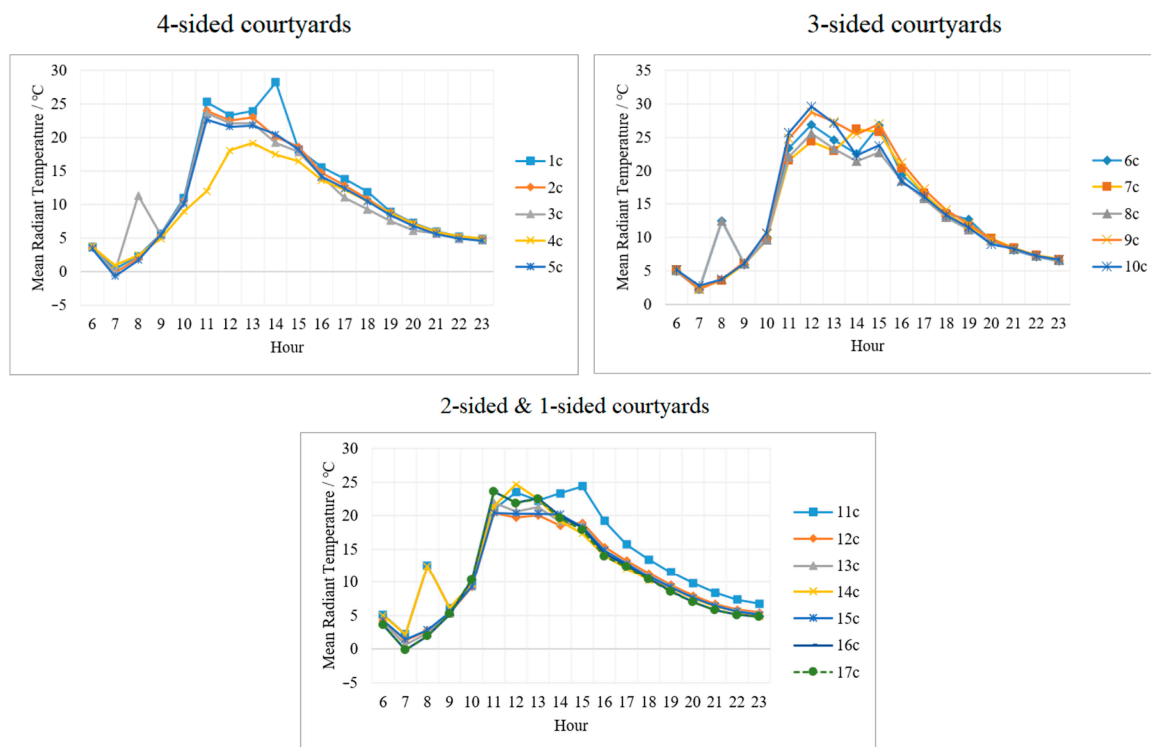 4-sided courtyards
3-sided courtyards
Mean Radiant Temperature / °C
30
25
20
15
10
5
0
−5
6 7 8 9 10 11 12 13 14 15 16 17 18 19 20 21 22 23
Hour
1c
2c
3c
4c
5c
Mean Radiant Temperature / °C
35
30
25
20
15
10
5
0
6 7 8 9 10 11 12 13 14 15 16 17 18 19 20 21 22 23
Hour
6c
7c
8c
9c
10c
2-sided & 1-sided courtyards
Mean Radiant Temperature / °C
30
25
20
15
10
5
0
−5
6 7 8 9 10 11 12 13 14 15 16 17 18 19 20 21 22 23
Hour
11c
12c
13c
14c
15c
16c
17c